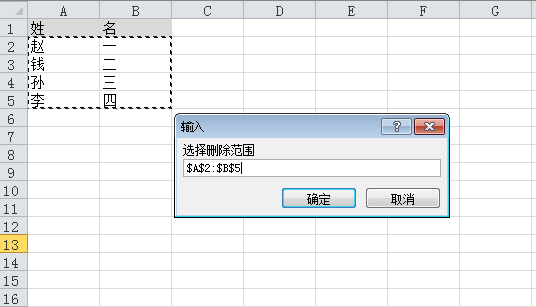 A B C D E F G
1 姓 名
2 赵 一
3 钱 二
4 孙 三
5 李 四
6
7
8
9
10
11
12
13
14
15
16
输入
选择删除范围
$A$2:$B$5
确定 取消